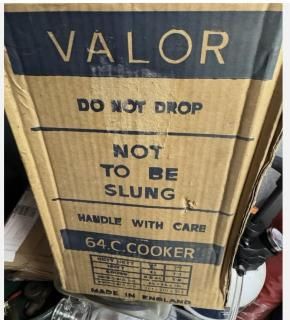 VALOR
DO NOT DROP
NOT
TO BE
SLUNG
HANDLE WITH CARE
64.C.COOKER
MADE IN ENGLAND